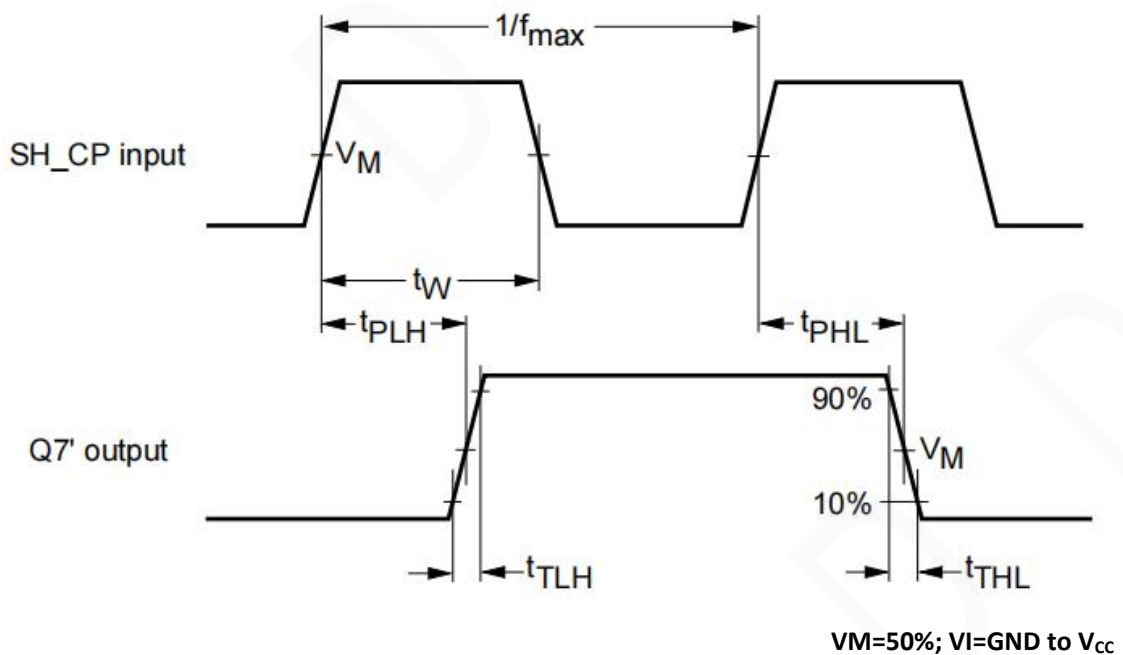 1/fmax
SH_CP input
VM
tW
tPLH
tPHL
90%
Q7' output
VM
10%
tTLH
tTHL
VM=50%; VI=GND to VCC